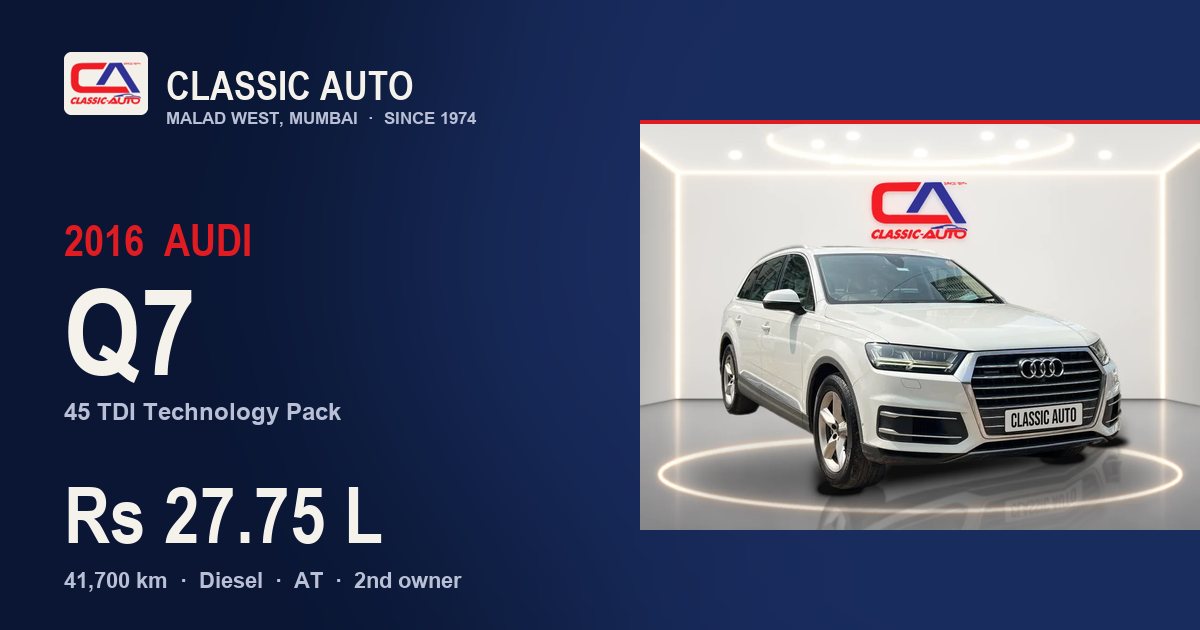 CA
CLASSIC-AUTO
CLASSIC AUTO
MALAD WEST, MUMBAI · SINCE 1974
2016 AUDI
Q7
45 TDI Technology Pack
Rs 27.75 L
41,700 km · Diesel · AT · 2nd owner
CA
CLASSIC-AUTO
CLASSIC AUTO